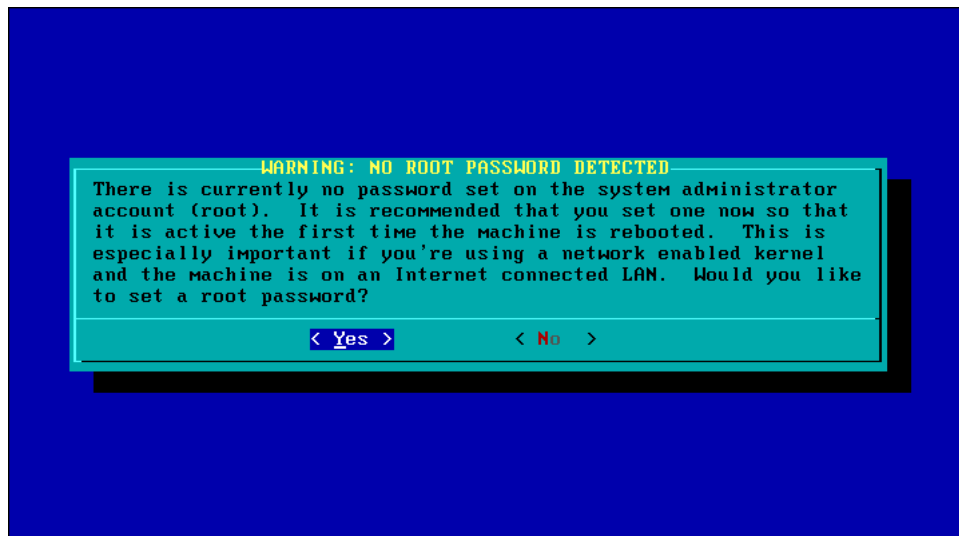 WARNING: NO ROOT PASSWORD DETECTED
There is currently no password set on the system administrator
account (root).  It is recommended that you set one now so that
it is active the first time the machine is rebooted.  This is
especially important if you're using a network enabled kernel
and the machine is on an Internet connected LAN.  Would you like
to set a root password?
< Yes > < No >